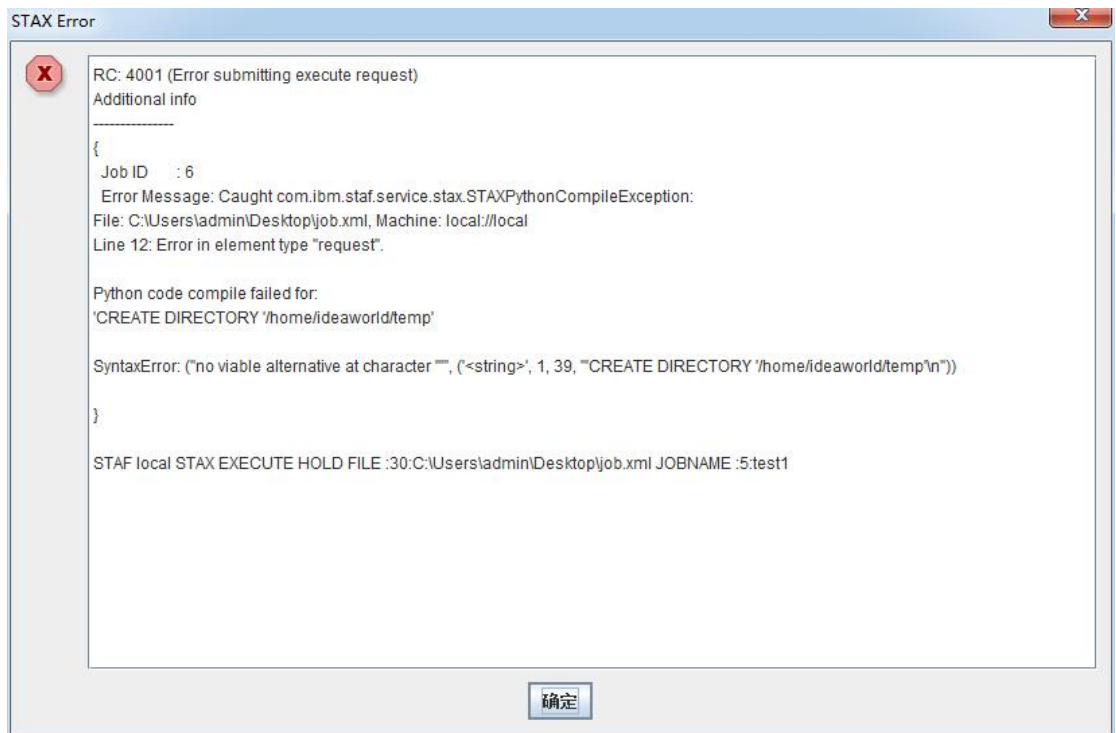 STAX Error
RC: 4001 (Error submitting execute request)
Additional info
---------------
{
Job ID : 6
Error Message: Caught com.ibm.staf.service.stax.STAXPythonCompileException:
File: C:\Users\admin\Desktop\job.xml, Machine: local://local
Line 12: Error in element type "request".
Python code compile failed for:
'CREATE DIRECTORY '/home/ideaworld/temp'
SyntaxError: ("no viable alternative at character '"'", ('<string>', 1, 39, "'CREATE DIRECTORY '/home/ideaworld/temp'\n"))
}
STAF local STAX EXECUTE HOLD FILE :30:C:\Users\admin\Desktop\job.xml JOBNAME :5:test1
确定